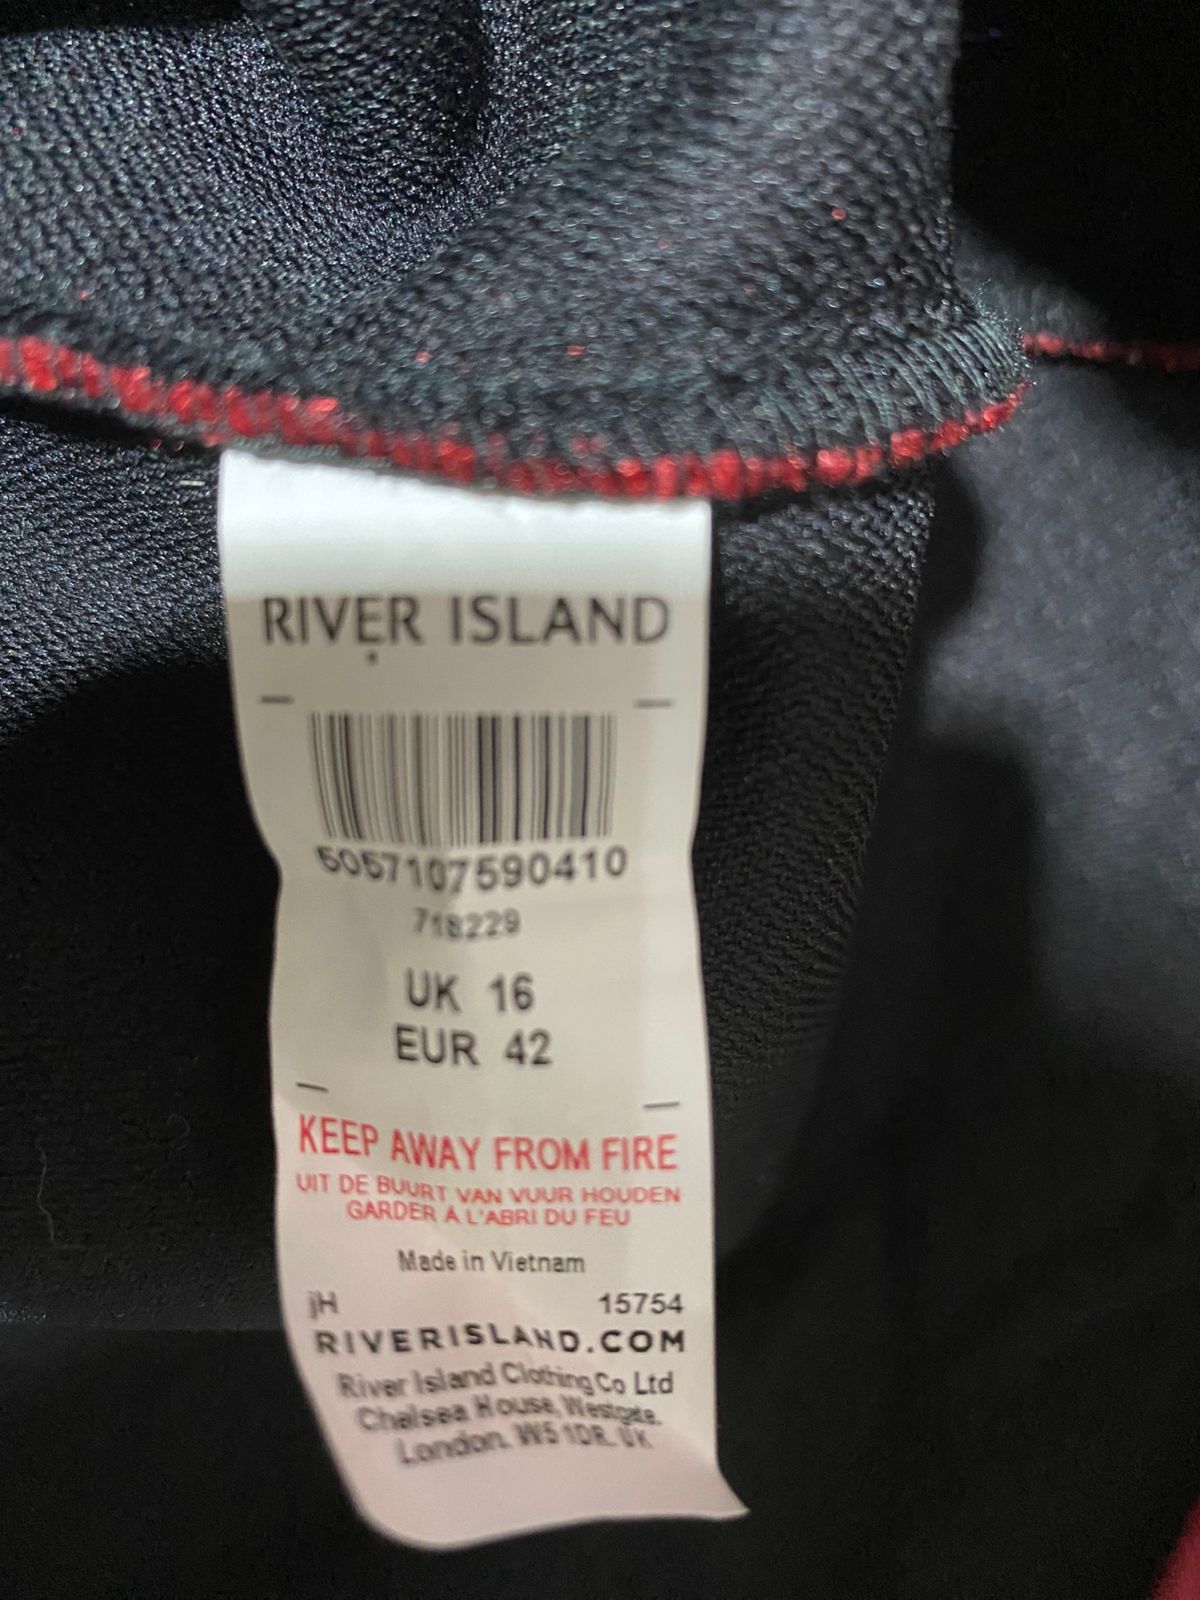 RIVER ISLAND
5057107590410
718229
UK 16
EUR 42
KEEP AWAY FROM FIRE
UIT DE BUURT VAN VUUR HOUDEN
GARDER A L'ABRI DU FEU
Made in Vietnam
jH 15754
RIVERISLAND.COM
River Island Clothing Co Ltd
Chelsea House, Westgate.
London. W5 1DR. UK